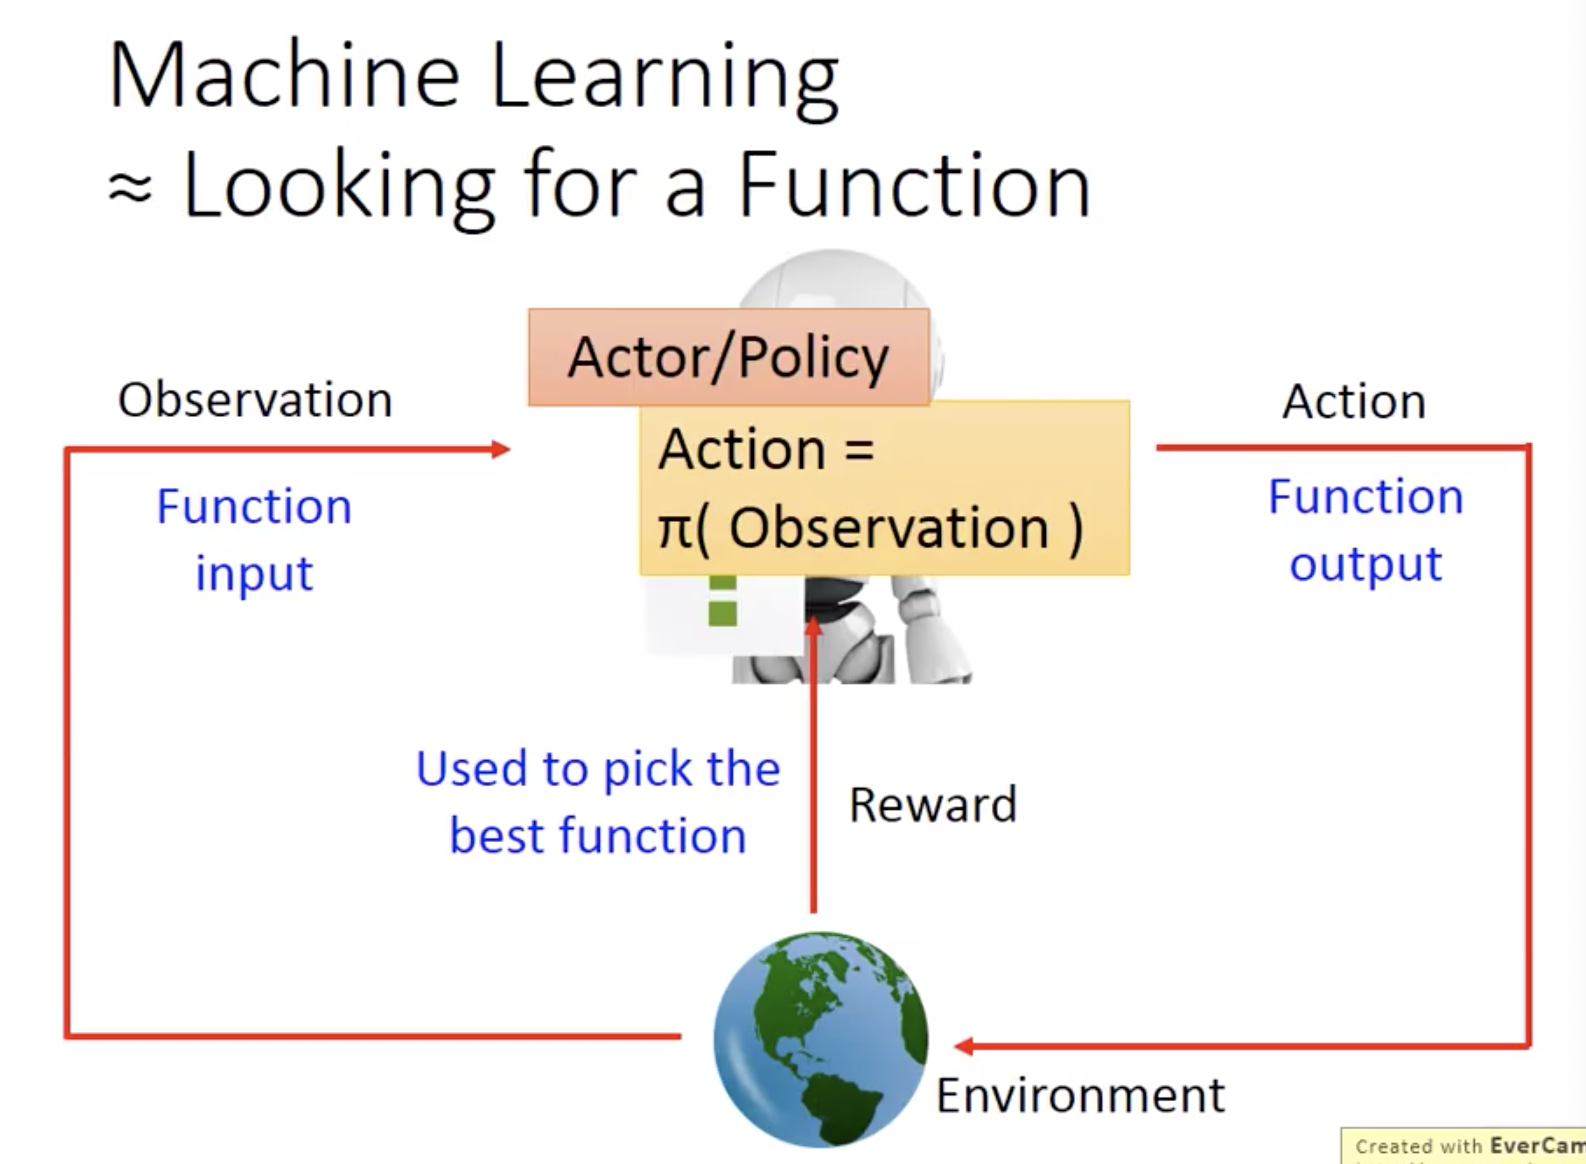 Machine Learning
≈ Looking for a Function
Actor/Policy
Observation
Action
Action =
π( Observation )
Function
input
Function
output
Used to pick the
best function
Reward
Environment
Created with EverCam